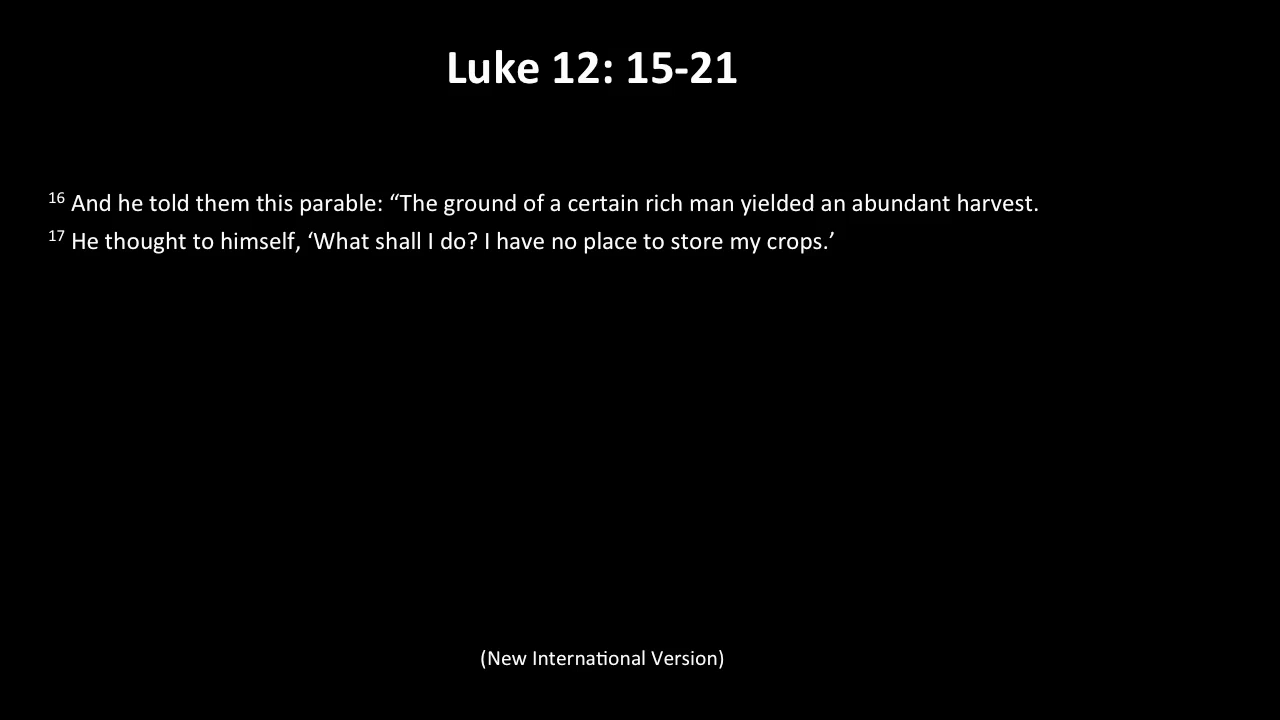 Luke 12: 15-21
16 And he told them this parable: “The ground of a certain rich man yielded an abundant harvest.
17 He thought to himself, ‘What shall I do? I have no place to store my crops.’
(New International Version)